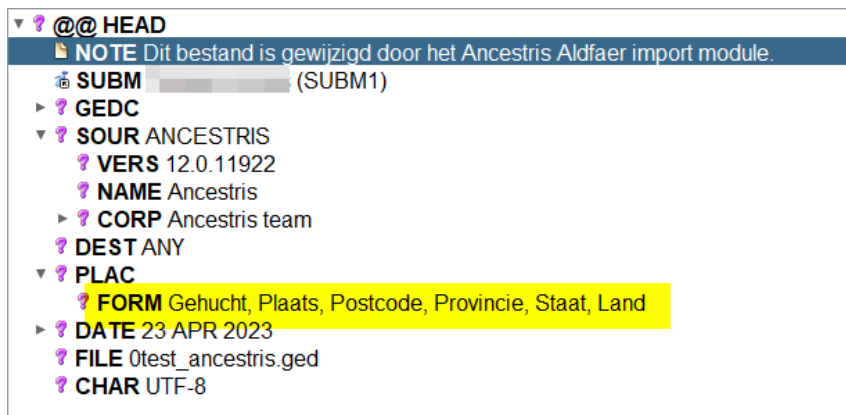 @@ HEAD
NOTE Dit bestand is gewijzigd door het Ancestris Aldfaer import module.
SUBM (SUBM1)
GEDC
SOUR ANCESTRIS
VERS 12.0.11922
NAME Ancestris
CORP Ancestris team
DEST ANY
PLAC
FORM Gehucht, Plaats, Postcode, Provincie, Staat, Land
DATE 23 APR 2023
FILE 0test_ancestris.ged
CHAR UTF-8